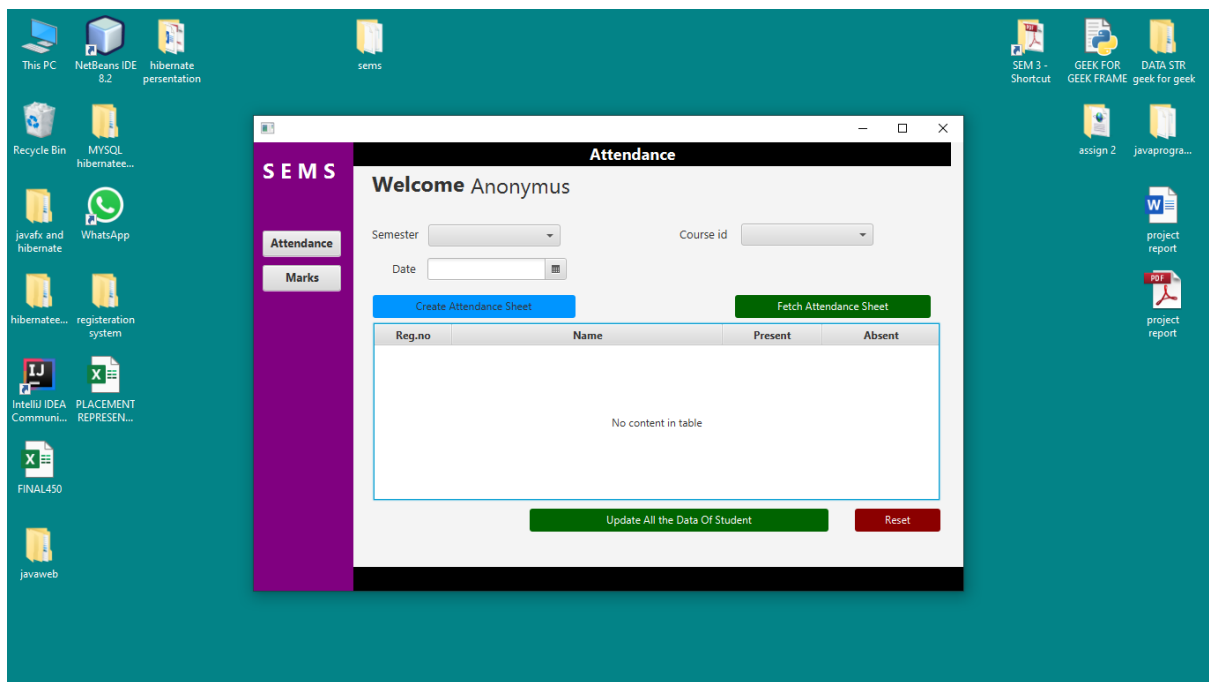 This PC
NetBeans IDE
8.2
hibernate
persentation
sems
SEM 3 -
Shortcut
GEEK FOR
GEEK FRAME
DATA STR
geek for geek
Recycle Bin
MYSQL
hibernatee...
assign 2
javaprogra...
javafx and
hibernate
WhatsApp
project
report
hibernatee...
registeration
system
PDF
project
report
IntelliJ IDEA
Communi...
PLACEMENT
REPRESEN...
FINAL450
javaweb
SEMS
Attendance
Marks
Attendance
Welcome Anonymus
Semester
Course id
Date
Create Attendance Sheet
Fetch Attendance Sheet
Reg.no Name Present Absent
No content in table
Update All the Data Of Student
Reset